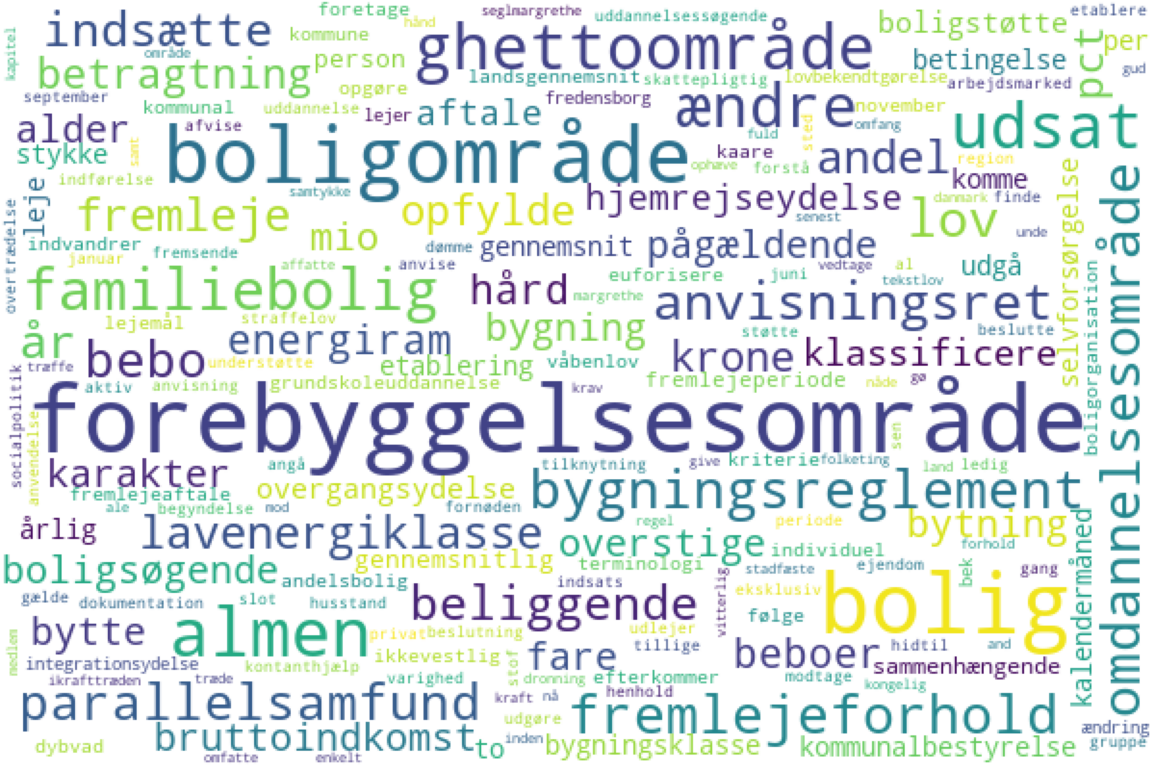 foretage
seglmargrethe
uddannelsessøgende
etablere
indsætte
hånd
kommune
ghettoområde
boligstøtte
per
pct
kapitel
område
person
betingelse
betragtning
landsgennemsnit
skattepligtig
lovbekendtgørelse
gud
arbejdsmarked
september
opgøre
kommunal
uddannelse
lejer
aftale
fredensborg
ændre
november
udsat
alder
afvise
boligområde
sted
omfang
fuld
stykke
samt
kaare
andel
region
ophæve
forstå
komme
leje
indførelse
samtykke
hjemrejseydelse
danmark
finde
selvforsørgelse
omdannelsesområde
overtrædelse
fremleje
opfylde
senest
lov
unde
mio
indvandrer
fremsende
dømme
gennemsnit
pågældende
januar
affatte
anvise
euforisere
juni
vedtage
al
udgå
tekstlov
familiebolig
hård
margrethe
anvisningsret
boligorganisation
lejemål
straffelov
bygning
støtte
beslutte
år
energiram
træffe
bebo
understøtte
etablering
våbenlov
krone
klassificere
socialpolitik
aktiv
anvisning
grundskoleuddannelse
krav
fremlejeperiode
nåde
gø
forebyggelsesområde
anvendelse
sen
karakter
angå
tilknytning
give
kriterie
folketing
land
ledig
fremlejeaftale
overgangsydelse
bygningsreglement
ale
begyndelse
mod
fornøden
årlig
lavenergiklasse
regel
periode
bytning
kalendermåned
overstige
individuel
forhold
gennemsnitlig
terminologi
boligsøgende
andelsbolig
indsats
stadfæste
ejendom
bek
gang
gælde
dokumentation
slot
husstand
beliggende
vitterlig
eksklusiv
følge
bolig
bytte
almen
privat
beslutning
udlejer
medlem
ikkevestlig
fare
tillige
beboer
hidtil
and
integrationsydelse
kontanthjælp
stof
sammenhængende
ikrafttræden
træde
varighed
dronning
efterkommer
modtage
kongelig
parallelsamfund
kraft
nå
henhold
fremlejeforhold
udgøre
ændring
bruttoindkomst
inden
to
bygningsklasse
kommunalbestyrelse
gruppe
dybvad
omfatte
enkelt